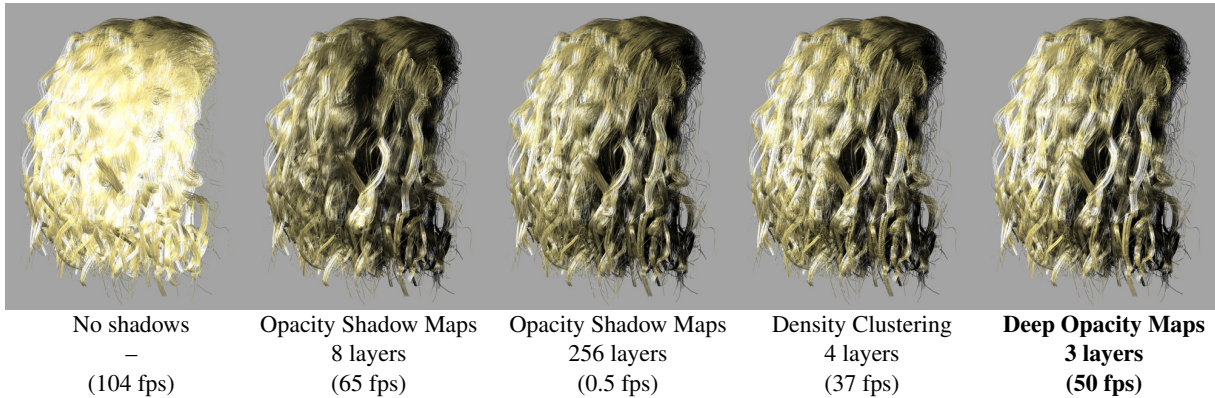 No shadows
–
(104 fps)
Opacity Shadow Maps
8 layers
(65 fps)
Opacity Shadow Maps
256 layers
(0.5 fps)
Density Clustering
4 layers
(37 fps)
Deep Opacity Maps
3 layers
(50 fps)